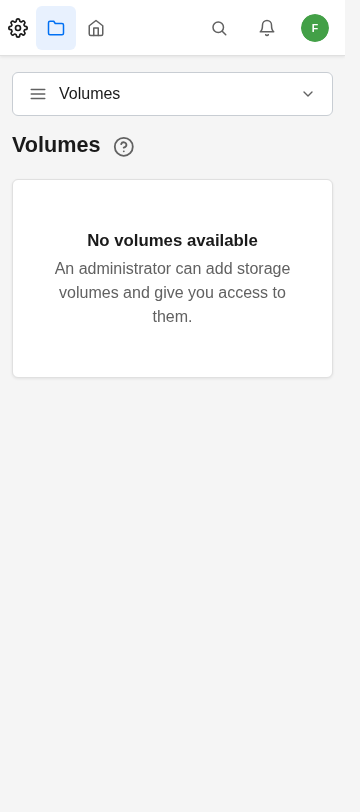 F
Volumes
Volumes
No volumes available
An administrator can add storage
volumes and give you access to
them.